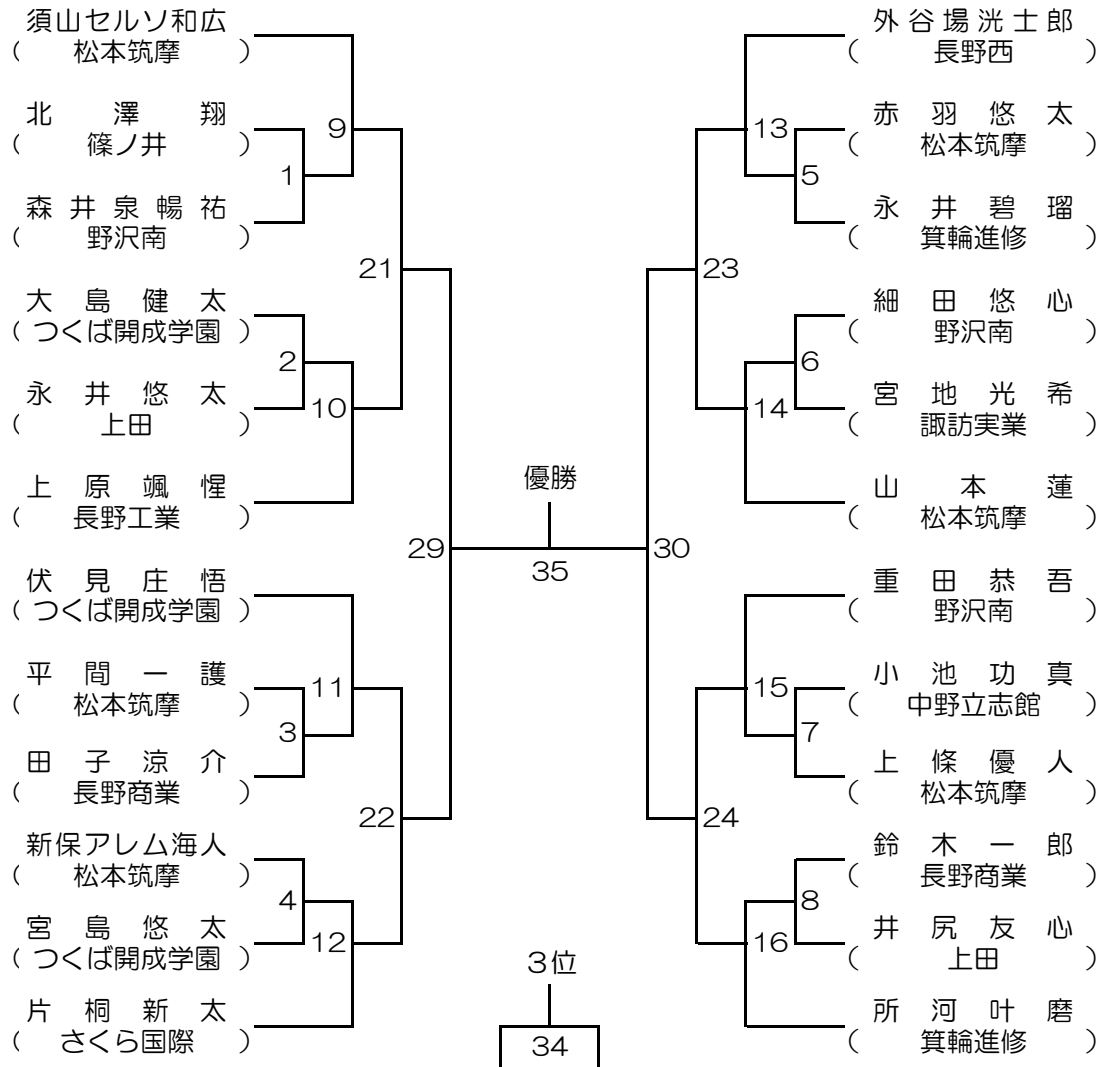 須山セルソ和広
( 松本筑摩 )
9
北澤翔
( 篠ノ井 )
1
森井泉暢祐
( 野沢南 )
21
大島健太
( つくば開成学園 )
2
永井悠太
( 上田 )
10
上原颯惺
( 長野工業 )
29
伏見庄悟
( つくば開成学園 )
平間一護
( 松本筑摩 )
11
3
田子涼介
( 長野商業 )
22
新保アレム海人
( 松本筑摩 )
4
宮島悠太
( つくば開成学園 )
12
片桐新太
( さくら国際 )
優勝
35
3位
34
外谷場洸士郎
( 長野西 )
13
赤羽悠太
( 松本筑摩 )
5
永井碧瑠
( 箕輪進修 )
23
細田悠心
( 野沢南 )
6
宮地光希
( 諏訪実業 )
14
山本蓮
( 松本筑摩 )
30
重田恭吾
( 野沢南 )
15
小池功真
( 中野立志館 )
7
上條優人
( 松本筑摩 )
24
鈴木一郎
( 長野商業 )
8
井尻友心
( 上田 )
16
所河叶磨
( 箕輪進修 )